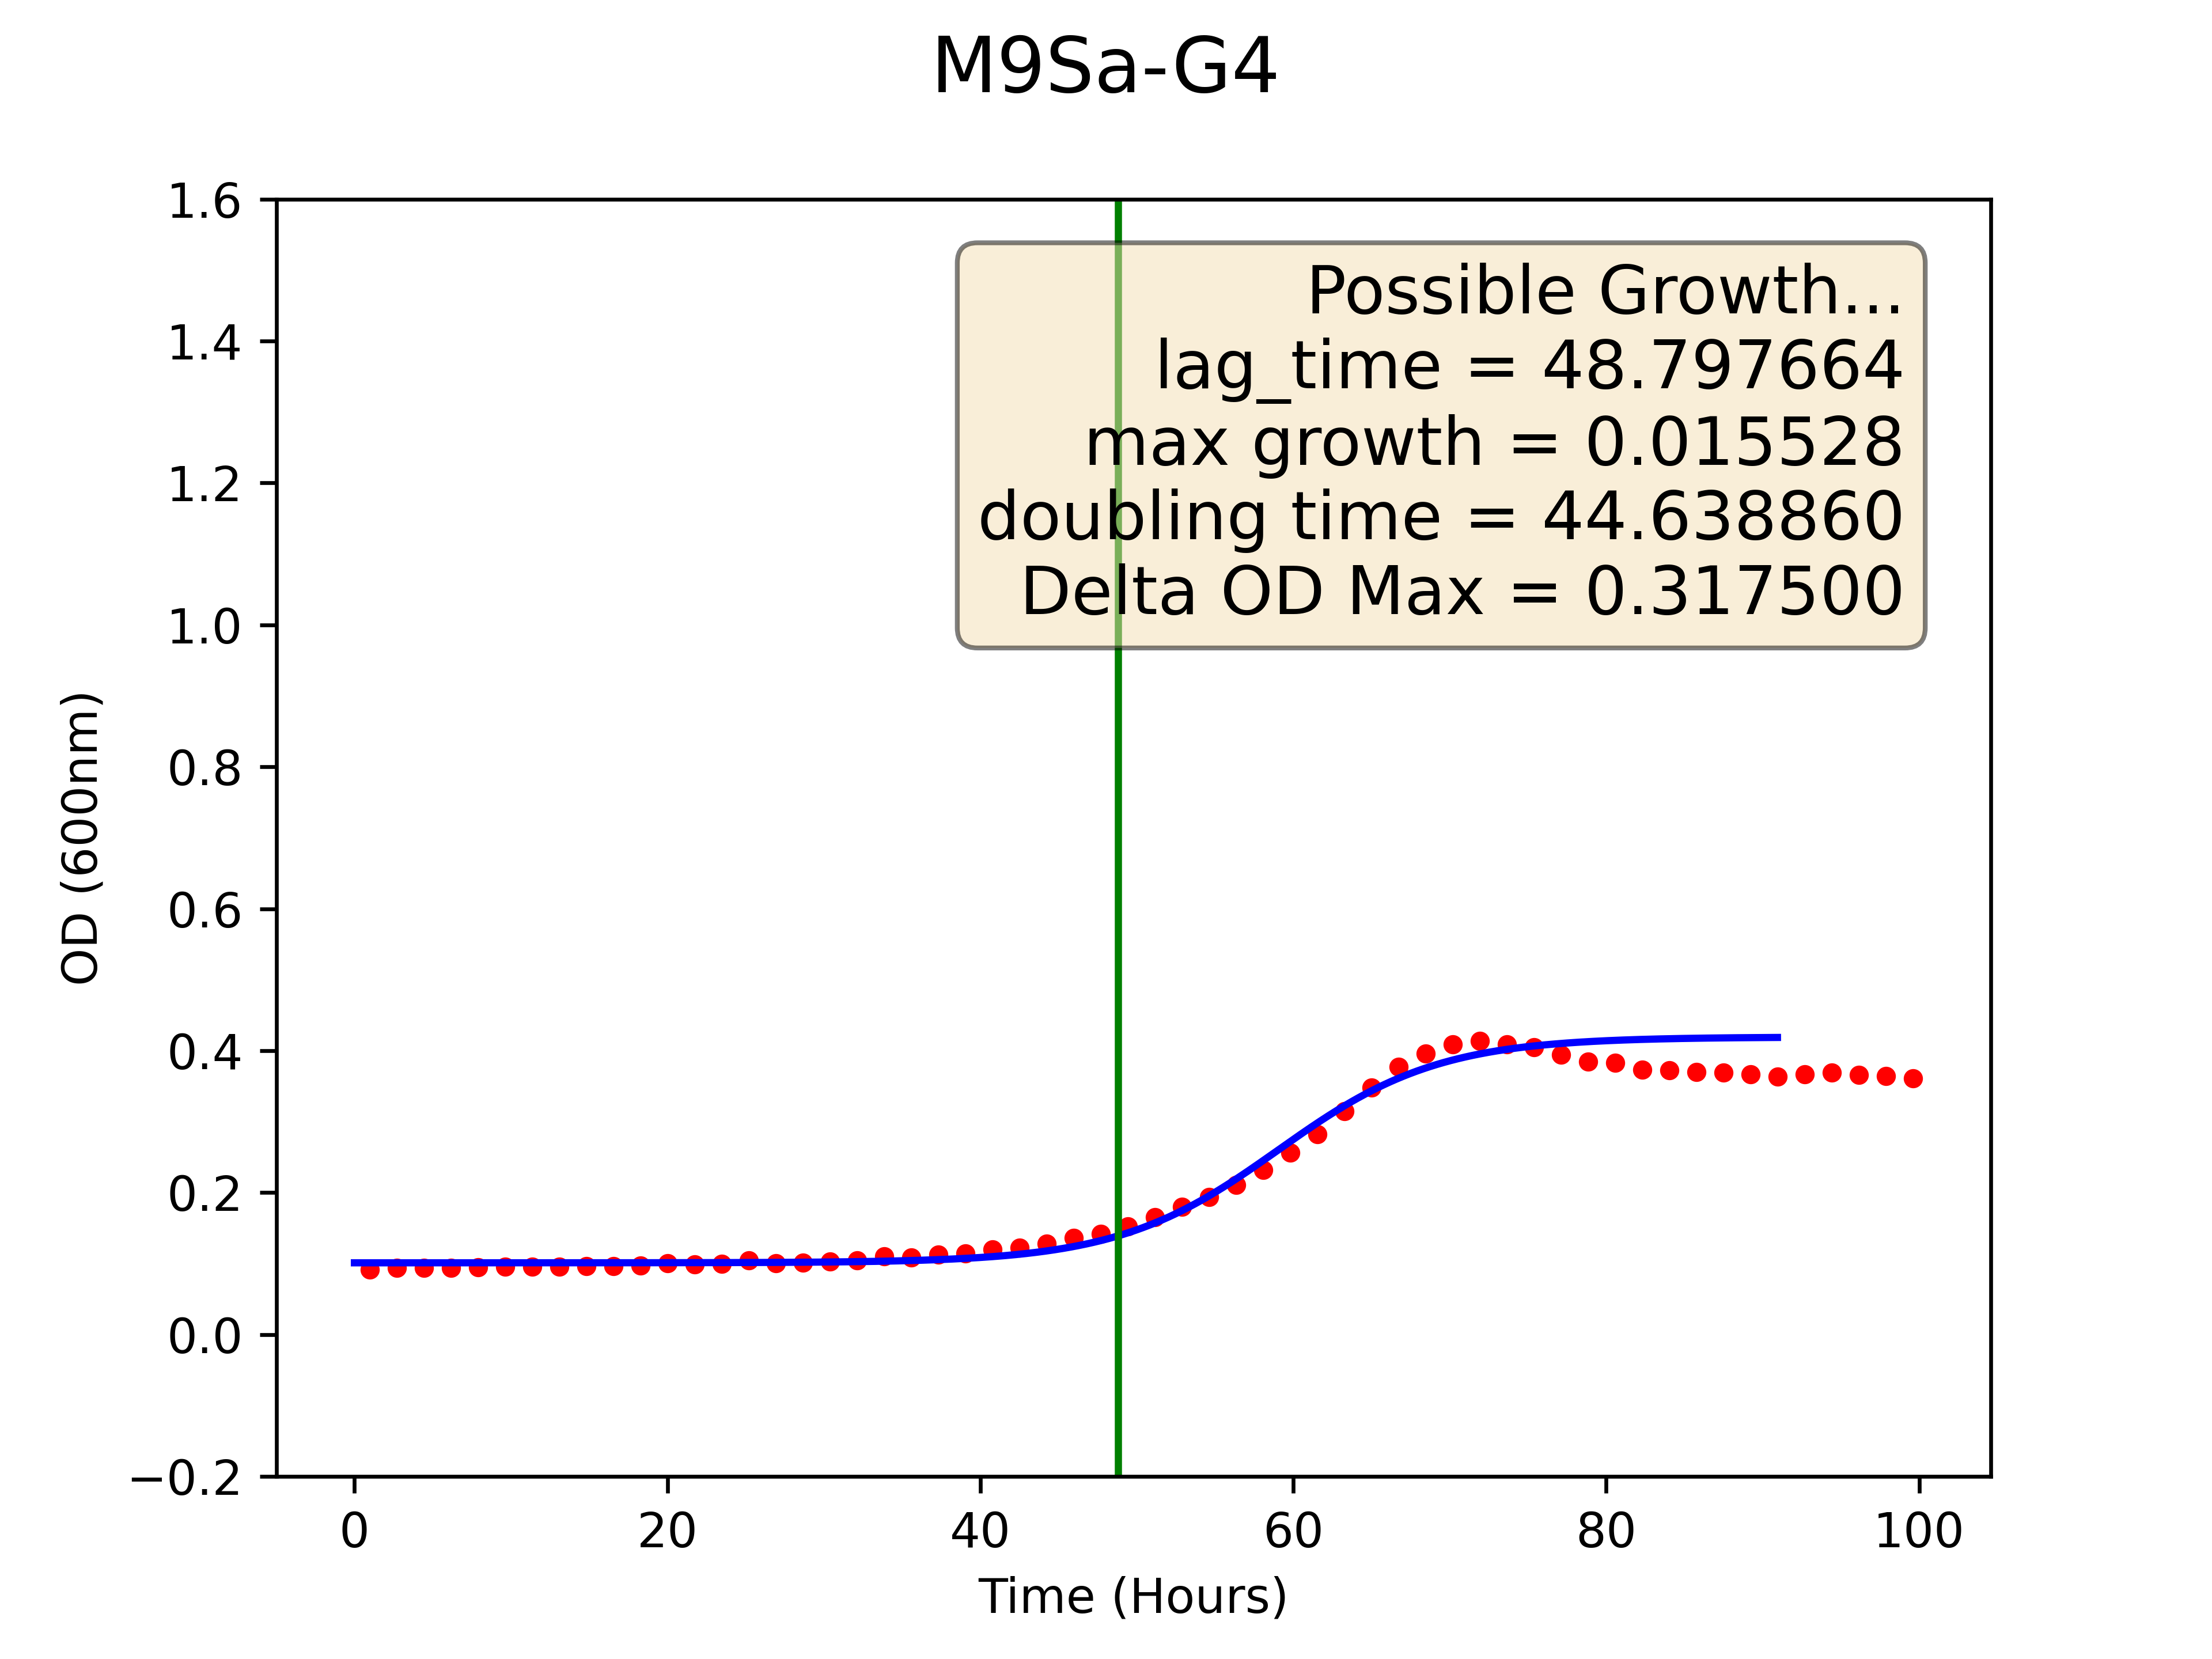 M9Sa-G4
1.6
1.4
1.2
1.0
0.8
0.6
0.4
0.2
0.0
−0.2
OD (600nm)
Possible Growth...
lag_time = 48.797664
max growth = 0.015528
doubling time = 44.638860
Delta OD Max = 0.317500
0 20 40 60 80 100
Time (Hours)